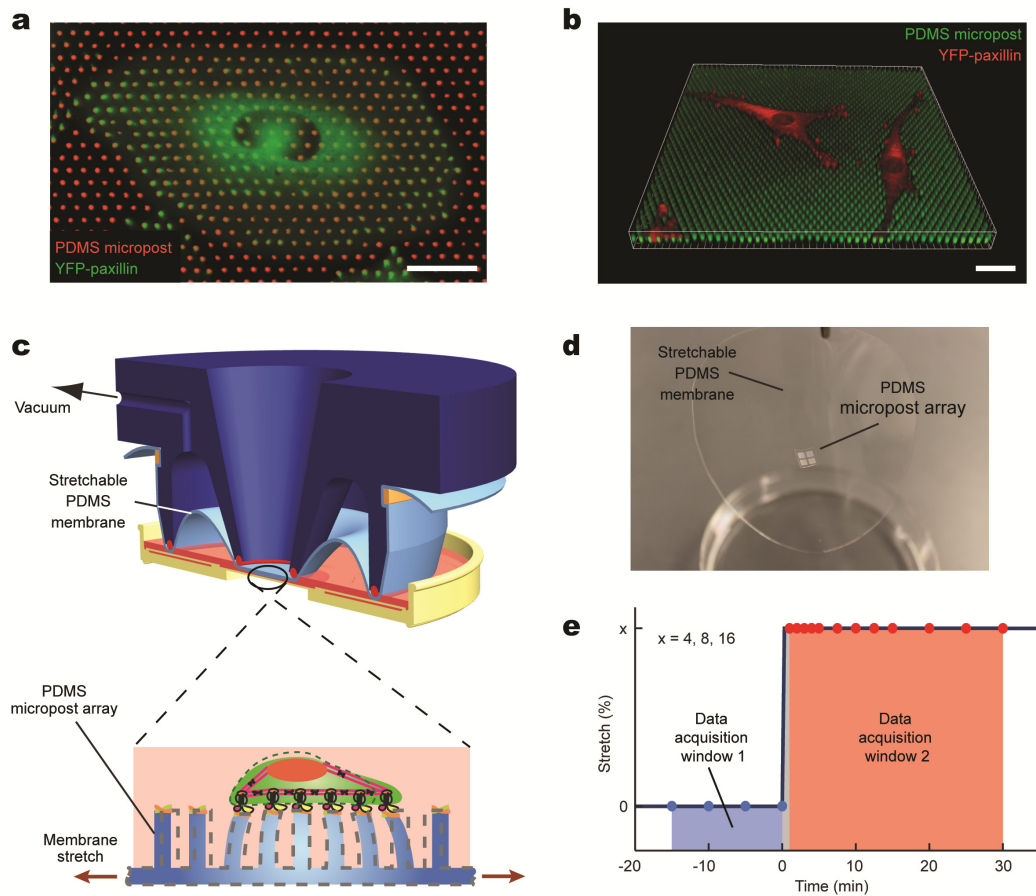 a
PDMS micropost
YFP-paxillin
b
PDMS micropost
YFP-paxillin
c
Vacuum
Stretchable
PDMS
membrane
PDMS
micropost array
Membrane
stretch
d
Stretchable
PDMS
membrane
PDMS
micropost array
e
x = 4, 8, 16
x
0
Stretch (%)
Data
acquisition
window 1
Data
acquisition
window 2
-20
-10
0
10
20
30
Time (min)